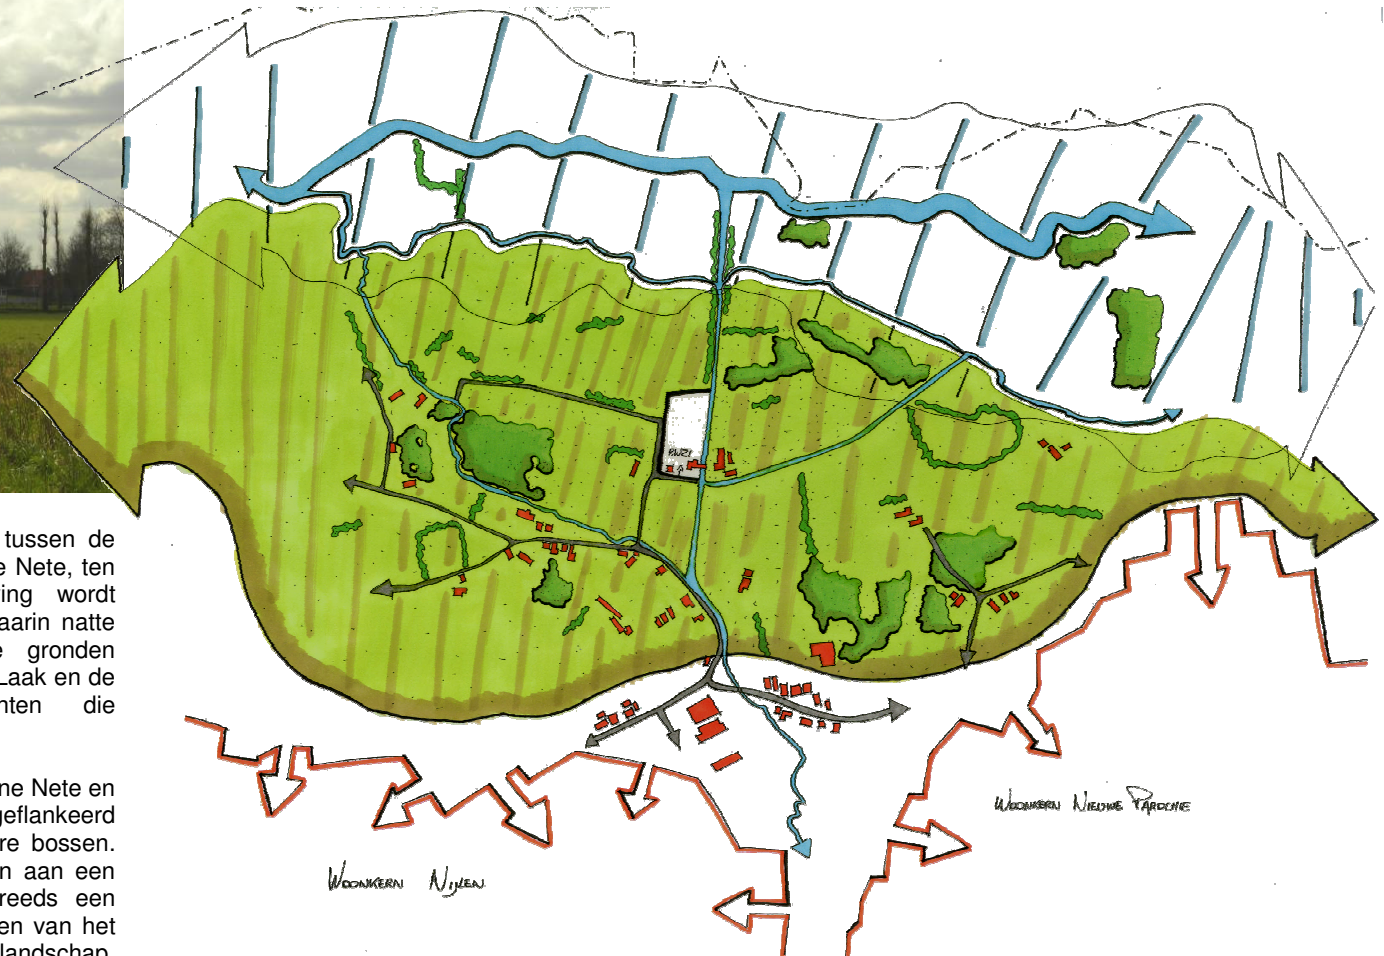 tussen de
e Nete, ten
ing wordt
aarin natte
e gronden
Laak en de
nten die
ne Nete en
geflankeerd
re bossen.
n aan een
reeds een
en van het
landschap.
RWZI
WOONKERN NIEUWE PAROCHIE
WOONKERN NIJLEN